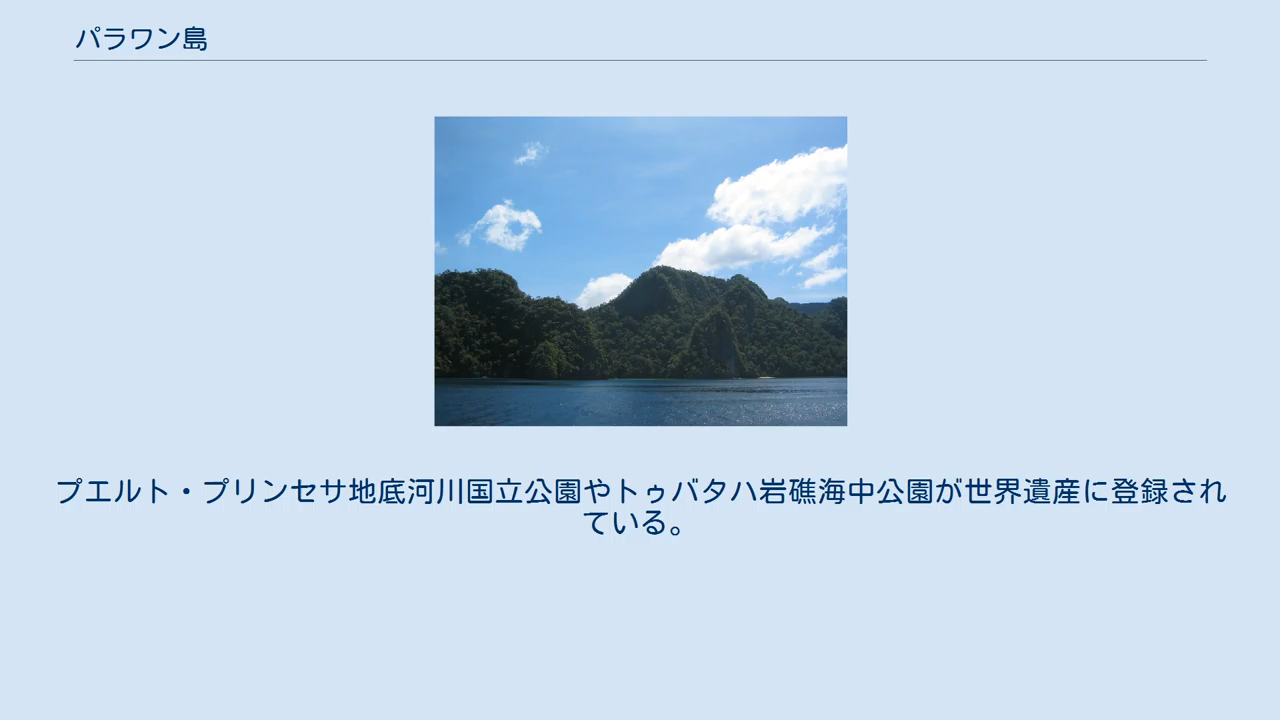 パラワン島
プエルト・プリンセサ地底河川国立公園やトゥバタハ岩礁海中公園が世界遺産に登録され
ている。